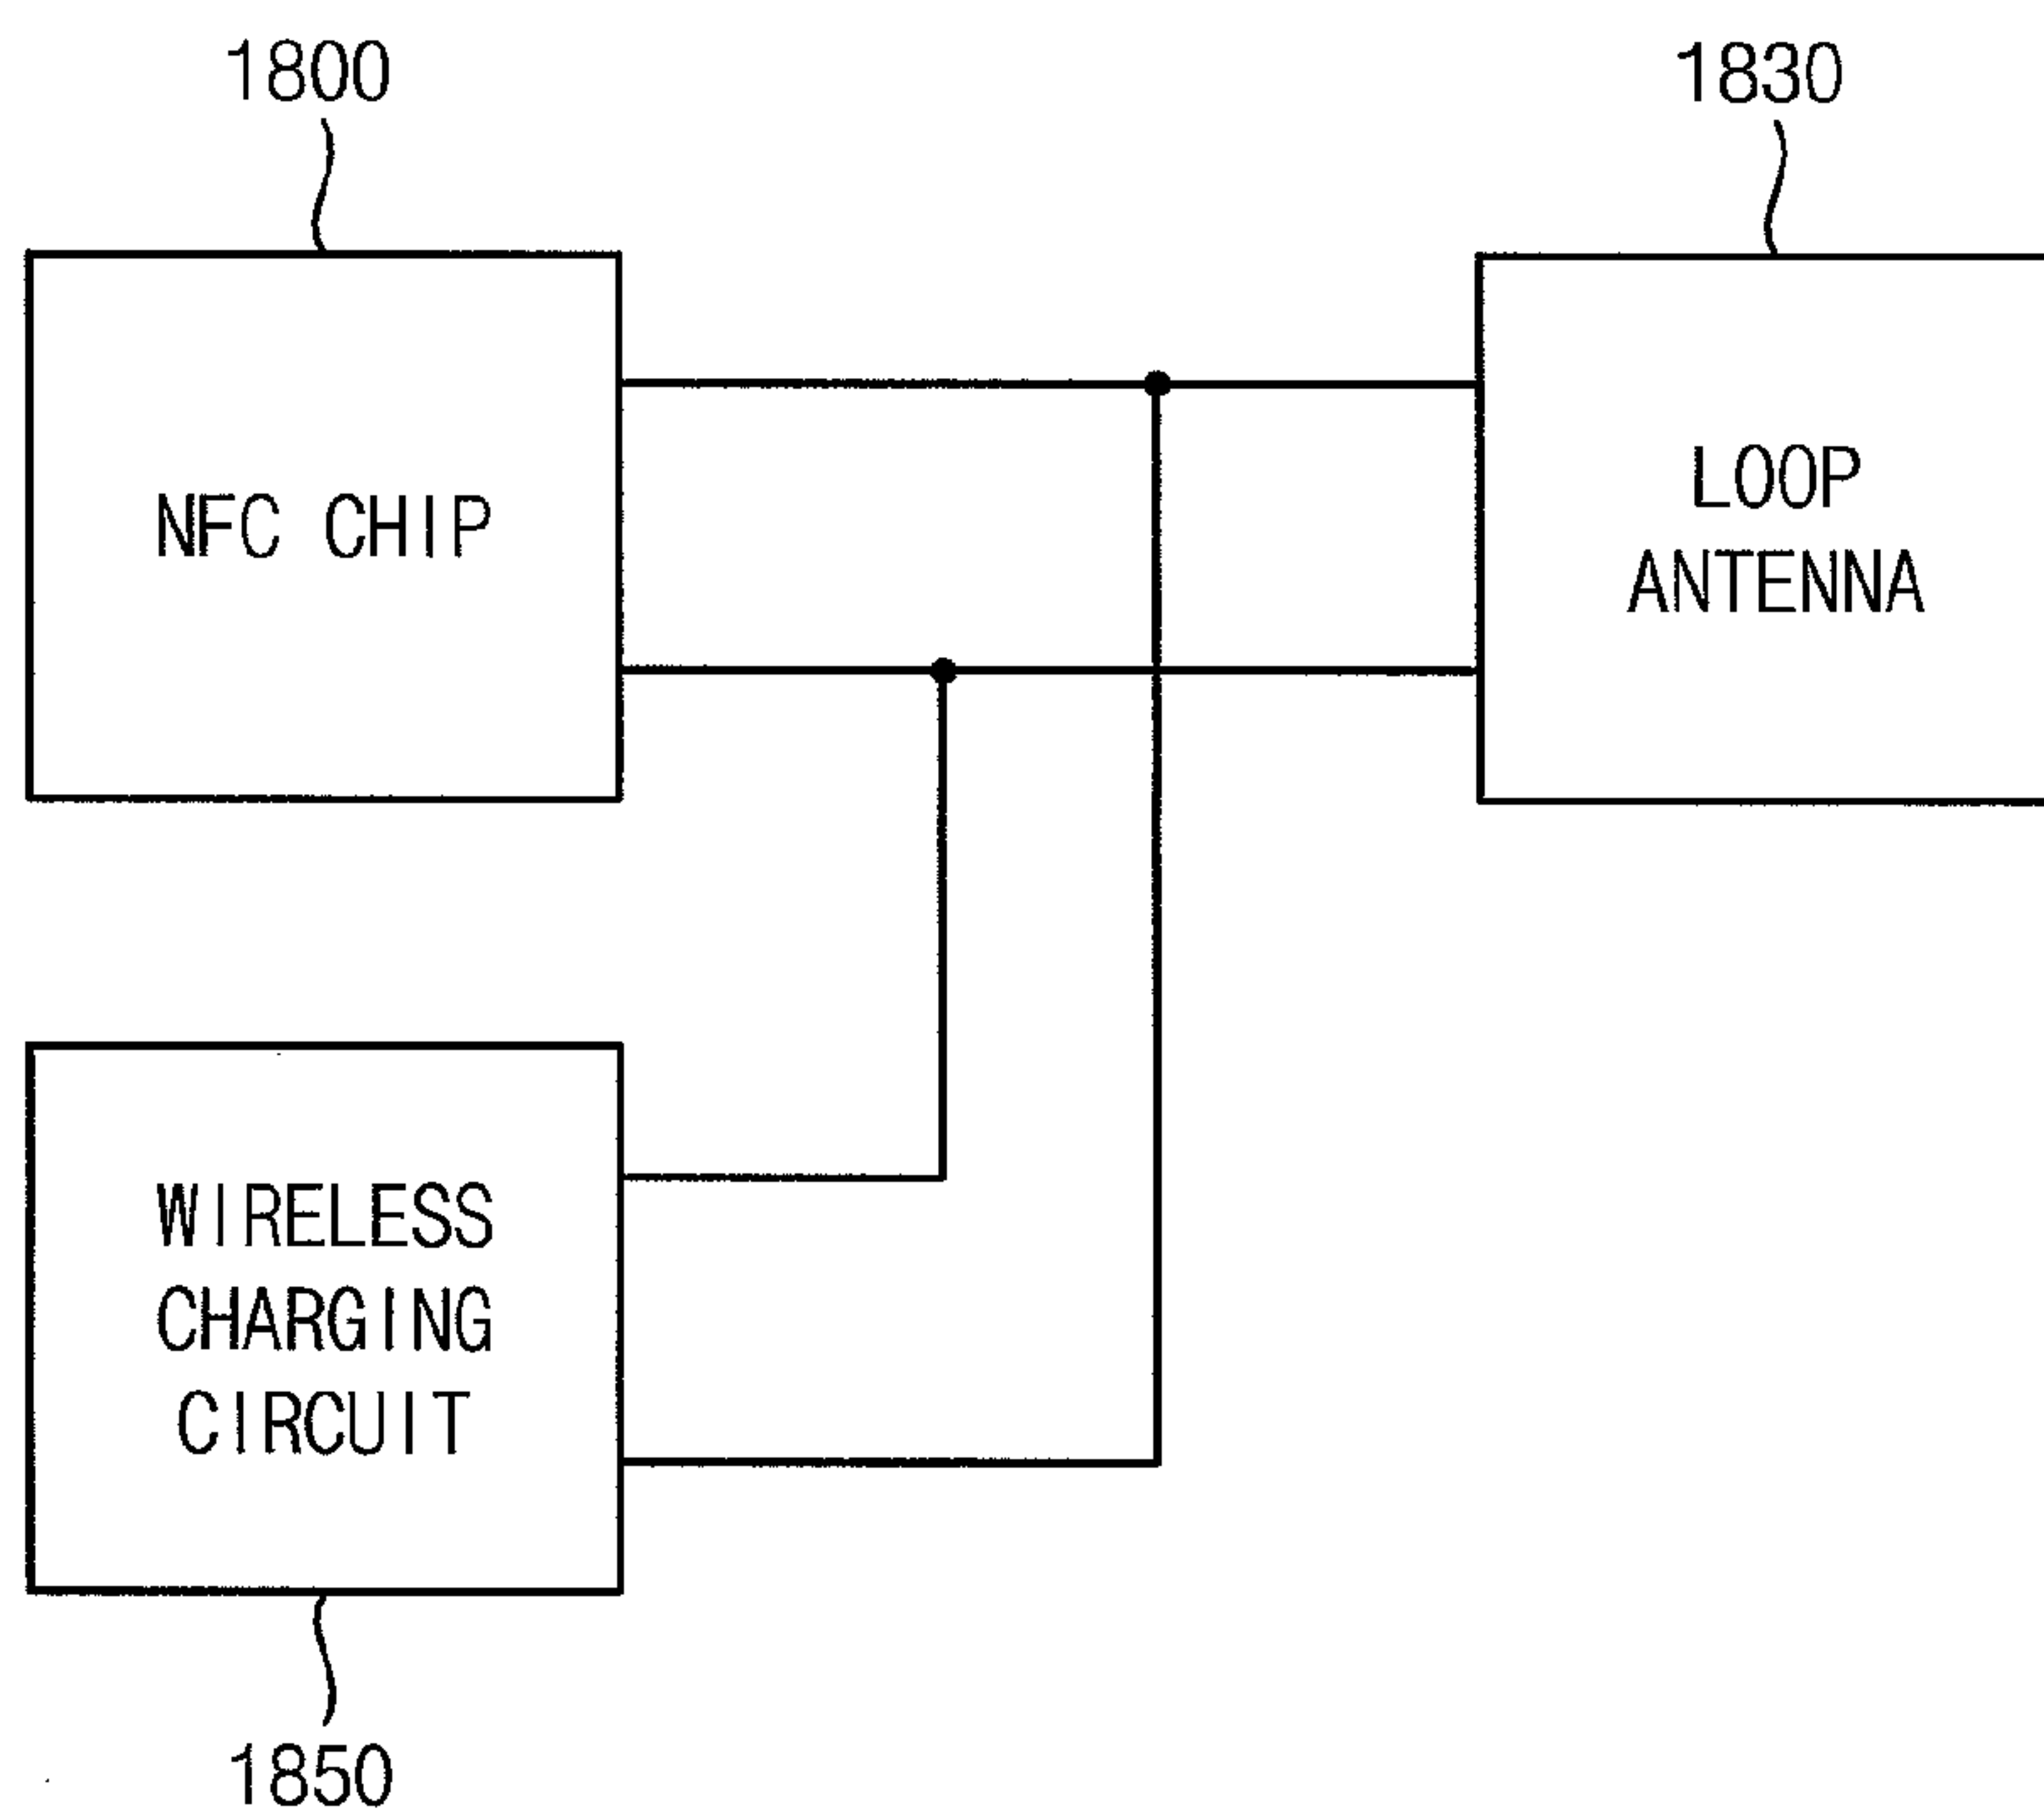 1800
1830
NFC CHIP
LOOP
ANTENNA
WIRELESS
CHARGING
CIRCUIT
1850